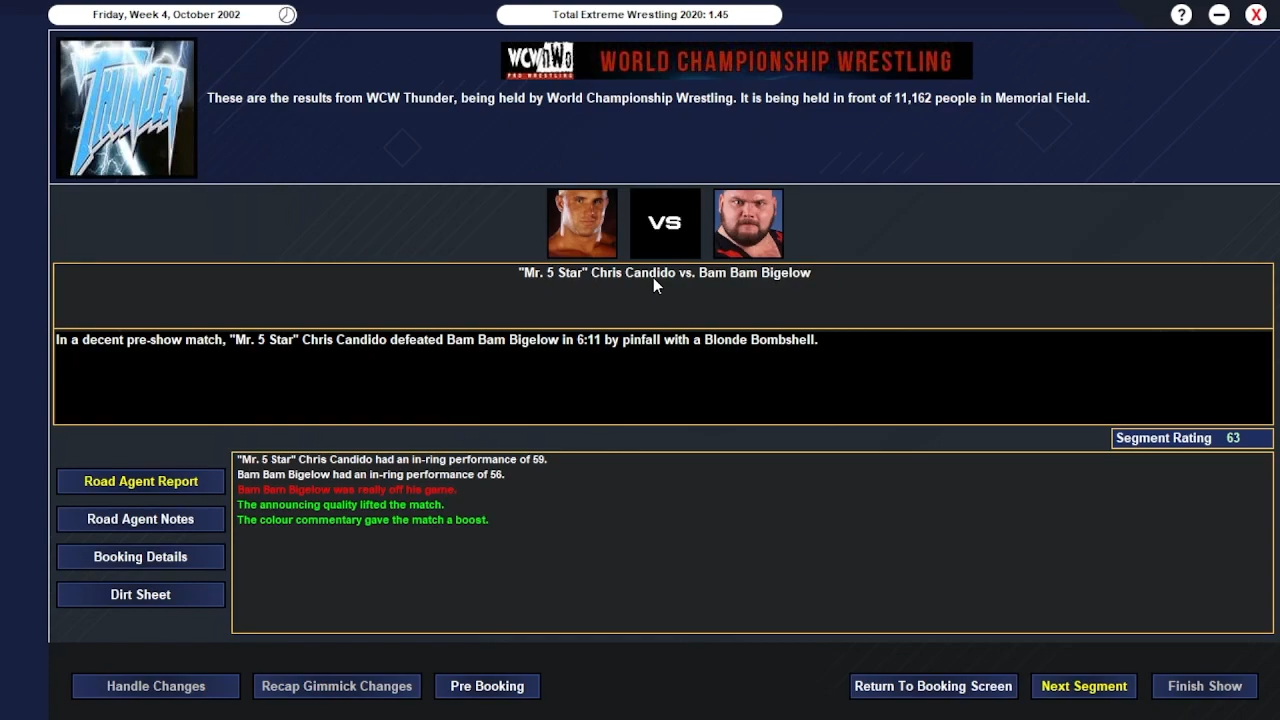 Friday, Week 4, October 2002
Total Extreme Wrestling 2020: 1.45
?
X
THUNDER
WCW nWo
PRO WRESTLING
WORLD CHAMPIONSHIP WRESTLING
These are the results from WCW Thunder, being held by World Championship Wrestling. It is being held in front of 11,162 people in Memorial Field.
VS
"Mr. 5 Star" Chris Candido vs. Bam Bam Bigelow
In a decent pre-show match, "Mr. 5 Star" Chris Candido defeated Bam Bam Bigelow in 6:11 by pinfall with a Blonde Bombshell.
Segment Rating 63
"Mr. 5 Star" Chris Candido had an in-ring performance of 59.
Bam Bam Bigelow had an in-ring performance of 56.
Bam Bam Bigelow was really off his game.
The announcing quality lifted the match.
The colour commentary gave the match a boost.
Road Agent Report
Road Agent Notes
Booking Details
Dirt Sheet
Handle Changes
Recap Gimmick Changes
Pre Booking
Return To Booking Screen
Next Segment
Finish Show